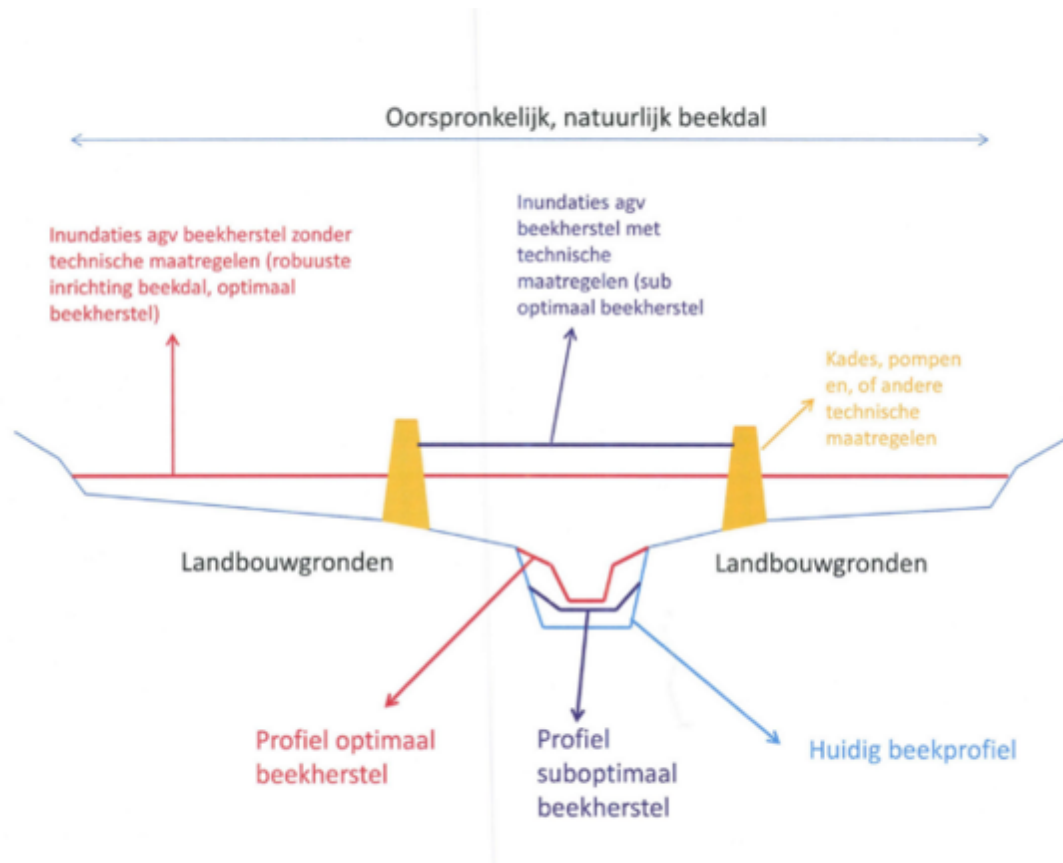 Oorspronkelijk, natuurlijk beekdal
Inundaties agv beekherstel zonder
technische maatregelen (robuuste
inrichting beekdal, optimaal
beekherstel)
Inundaties agv
beekherstel met
technische
maatregelen (sub
optimaal beekherstel
Kades, pompen
en, of andere
technische
maatregelen
Landbouwgronden
Landbouwgronden
Profiel optimaal
beekherstel
Profiel
suboptimaal
beekherstel
Huidig beekprofiel